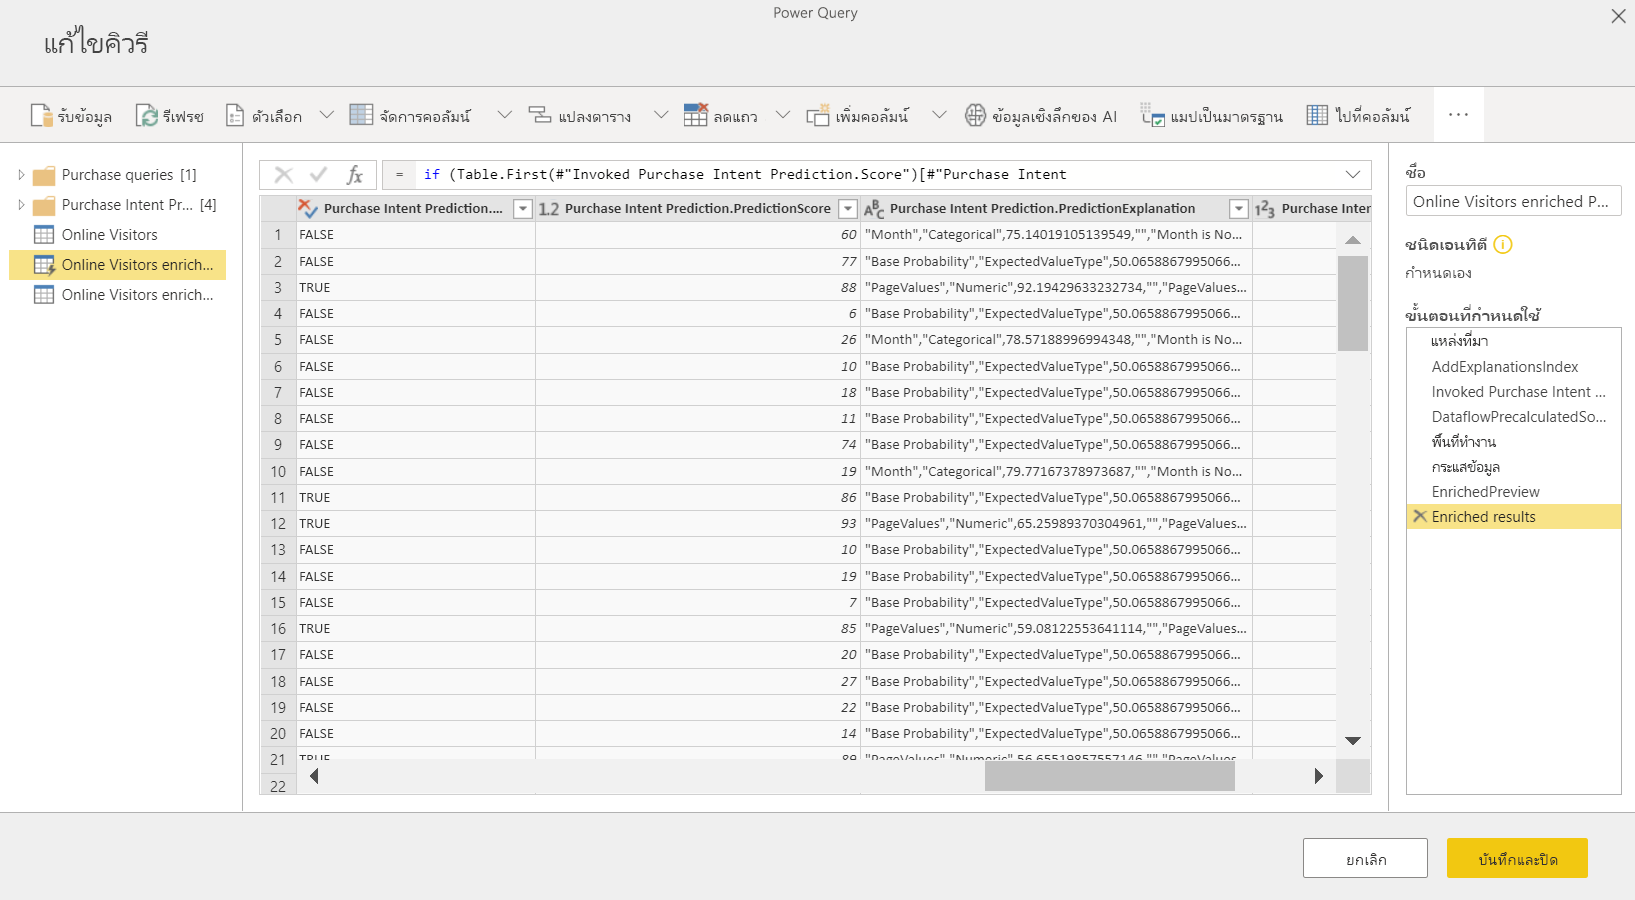 Power Query
แก้ไขคิวรี
รับข้อมูล รีเฟรช ตัวเลือก จัดการคอลัมน์ แปลงตาราง ลดแถว เพิ่มคอลัมน์ ข้อมูลเชิงลึกของ AI แมปเป็นมาตรฐาน ไปที่คอลัมน์ ...
Purchase queries [1]
Purchase Intent Pr... [4]
Online Visitors
Online Visitors enrich...
Online Visitors enrich...
fx = if (Table.First(#"Invoked Purchase Intent Prediction.Score")[#"Purchase Intent
Purchase Intent Prediction.... 1.2 Purchase Intent Prediction.PredictionScore ABC Purchase Intent Prediction.PredictionExplanation 123 Purchase Inter
1 FALSE 60 "Month","Categorical",75.14019105139549,"","Month is No...
2 FALSE 77 "Base Probability","ExpectedValueType",50.0658867995066...
3 TRUE 88 "PageValues","Numeric",92.19429633232734,"","PageValues...
4 FALSE 6 "Base Probability","ExpectedValueType",50.0658867995066...
5 FALSE 26 "Month","Categorical",78.57188996994348,"","Month is No...
6 FALSE 10 "Base Probability","ExpectedValueType",50.0658867995066...
7 FALSE 18 "Base Probability","ExpectedValueType",50.0658867995066...
8 FALSE 11 "Base Probability","ExpectedValueType",50.0658867995066...
9 FALSE 74 "Base Probability","ExpectedValueType",50.0658867995066...
10 FALSE 19 "Month","Categorical",79.77167378973687,"","Month is No...
11 TRUE 86 "Base Probability","ExpectedValueType",50.0658867995066...
12 TRUE 93 "PageValues","Numeric",65.25989370304961,"","PageValues...
13 FALSE 10 "Base Probability","ExpectedValueType",50.0658867995066...
14 FALSE 19 "Base Probability","ExpectedValueType",50.0658867995066...
15 FALSE 7 "Base Probability","ExpectedValueType",50.0658867995066...
16 TRUE 85 "PageValues","Numeric",59.08122553641114,"","PageValues...
17 FALSE 20 "Base Probability","ExpectedValueType",50.0658867995066...
18 FALSE 27 "Base Probability","ExpectedValueType",50.0658867995066...
19 FALSE 22 "Base Probability","ExpectedValueType",50.0658867995066...
20 FALSE 14 "Base Probability","ExpectedValueType",50.0658867995066...
21 TRUE 89 "PageValues","Numeric",56.65519857557146,"","PageValues
22
ชื่อ
Online Visitors enriched P...
ชนิดเอนทิตี
กำหนดเอง
ขั้นตอนที่กำหนดใช้
แหล่งที่มา
AddExplanationsIndex
Invoked Purchase Intent ...
DataflowPrecalculatedSo...
พื้นที่ทำงาน
กระแสข้อมูล
EnrichedPreview
Enriched results
ยกเลิก บันทึกและปิด